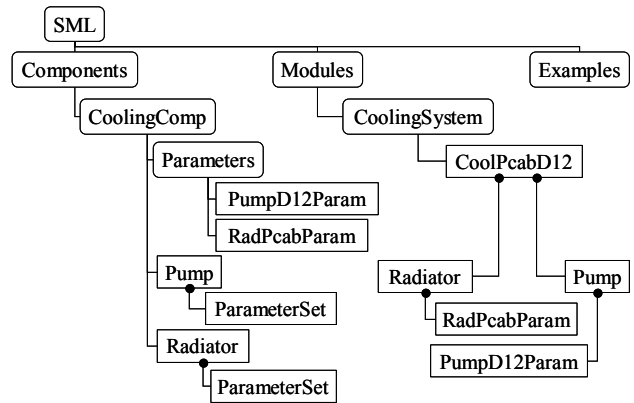 SML
Components
Modules
Examples
CoolingComp
CoolingSystem
Parameters
CoolPcabD12
PumpD12Param
RadPcabParam
Pump
Radiator
Pump
ParameterSet
RadPcabParam
Radiator
PumpD12Param
ParameterSet